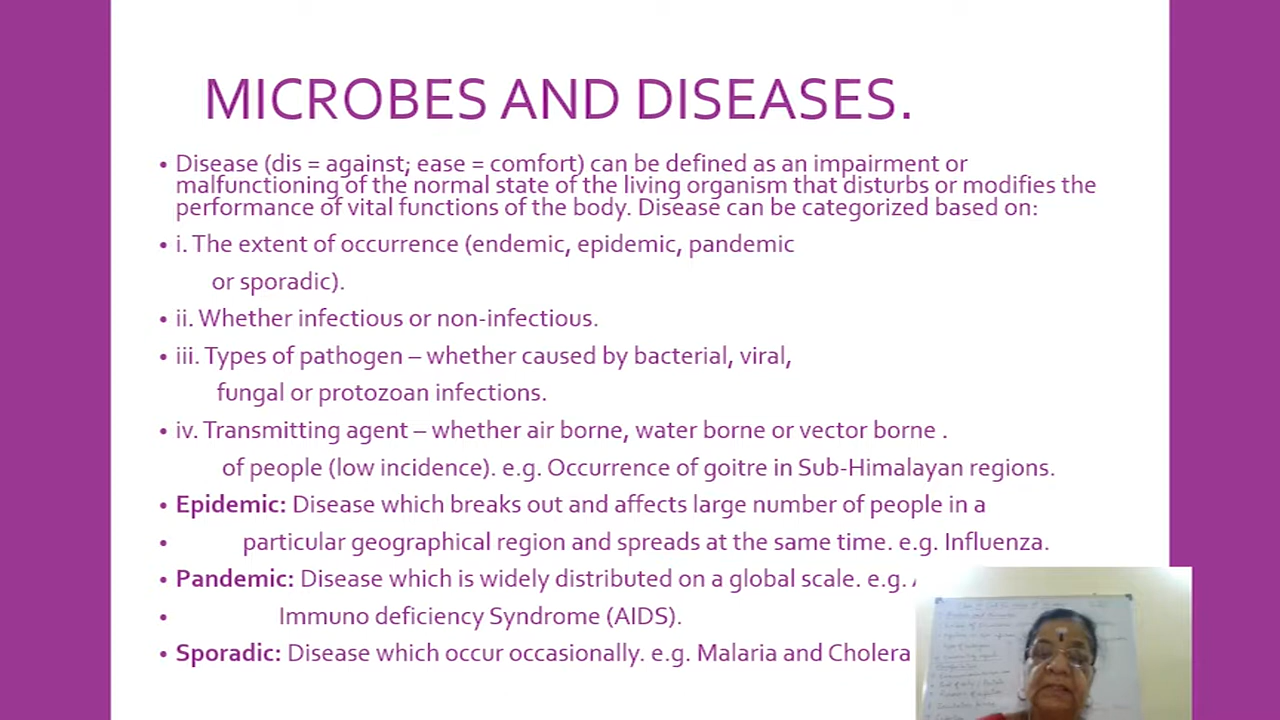 MICROBES AND DISEASES.
• Disease (dis = against; ease = comfort) can be defined as an impairment or
malfunctioning of the normal state of the living organism that disturbs or modifies the
performance of vital functions of the body. Disease can be categorized based on:
• i. The extent of occurrence (endemic, epidemic, pandemic
or sporadic).
• ii. Whether infectious or non-infectious.
• iii. Types of pathogen – whether caused by bacterial, viral,
fungal or protozoan infections.
• iv. Transmitting agent – whether air borne, water borne or vector borne .
of people (low incidence). e.g. Occurrence of goitre in Sub-Himalayan regions.
• Epidemic: Disease which breaks out and affects large number of people in a
• particular geographical region and spreads at the same time. e.g. Influenza.
• Pandemic: Disease which is widely distributed on a global scale. e.g.
• Immuno deficiency Syndrome (AIDS).
• Sporadic: Disease which occur occasionally. e.g. Malaria and Cholera